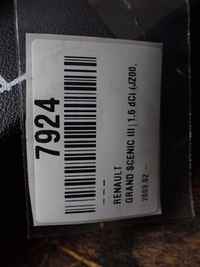 7924
– – –
RENAULT
GRAND SCENIC III | 1.6 dCi (JZ00,
2009.02 -